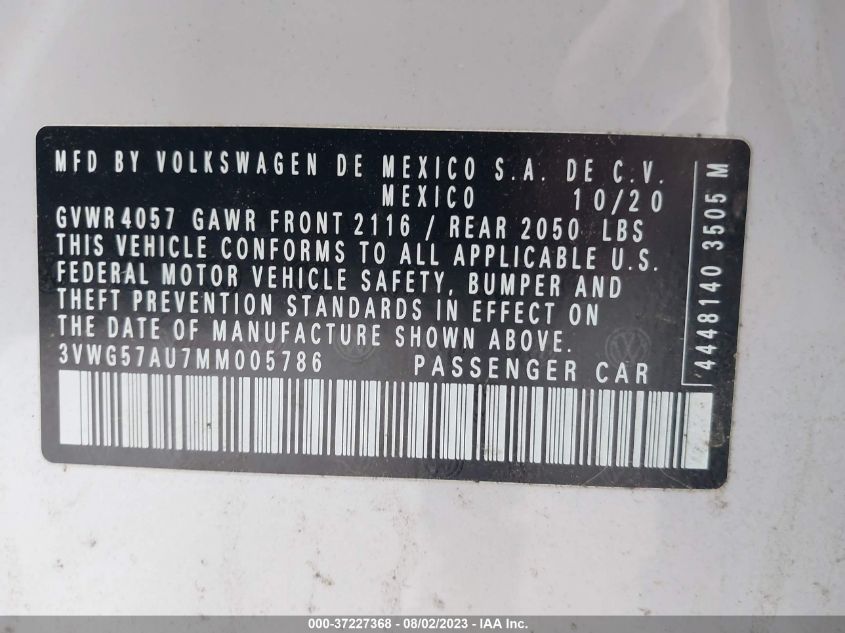 MFD BY VOLKSWAGEN DE MEXICO S.A. DE C.V.
MEXICO 10/20
GVWR 4057 GAWR FRONT 2116 / REAR 2050 LBS
THIS VEHICLE CONFORMS TO ALL APPLICABLE U.S.
FEDERAL MOTOR VEHICLE SAFETY, BUMPER AND
THEFT PREVENTION STANDARDS IN EFFECT ON
THE DATE OF MANUFACTURE SHOWN ABOVE.
3VWG57AU7MM005786 PASSENGER CAR
4448140 3505 M
000-37227368 - 08/02/2023 - IAA Inc.